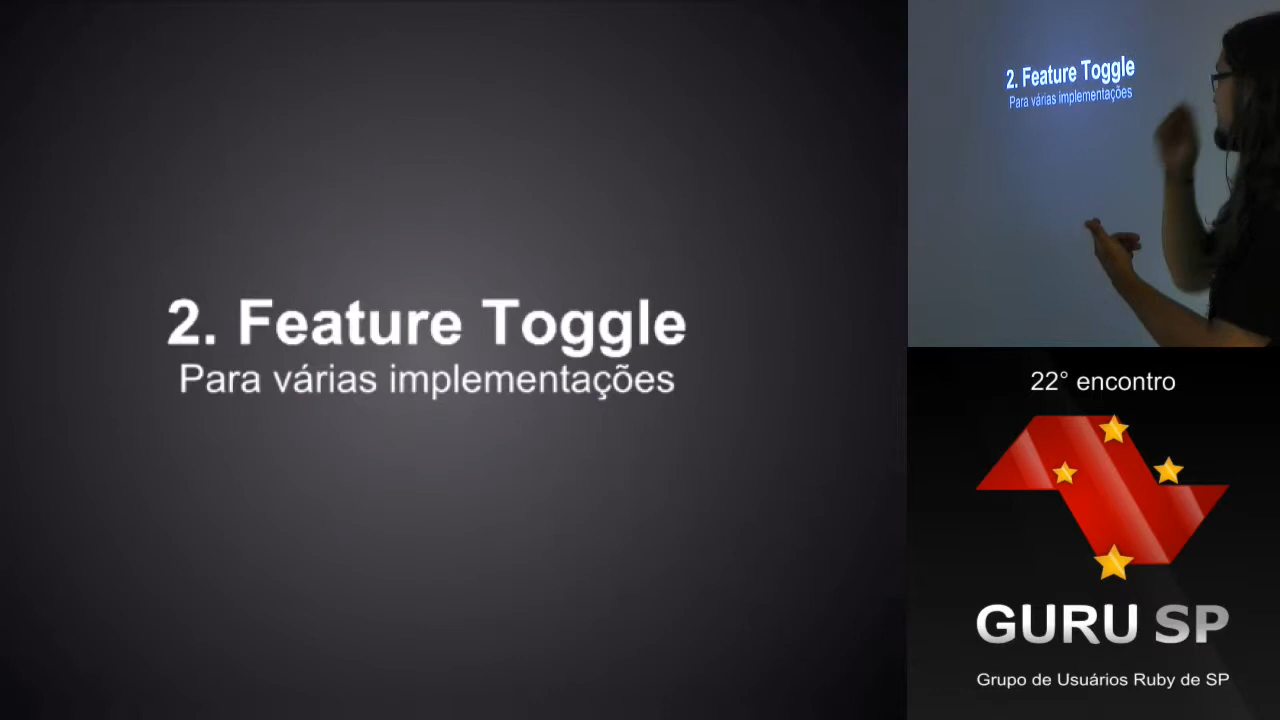 2. Feature Toggle
Para várias implementações
2. Feature Toggle
Para várias implementações
22° encontro
GURU SP
Grupo de Usuários Ruby de SP